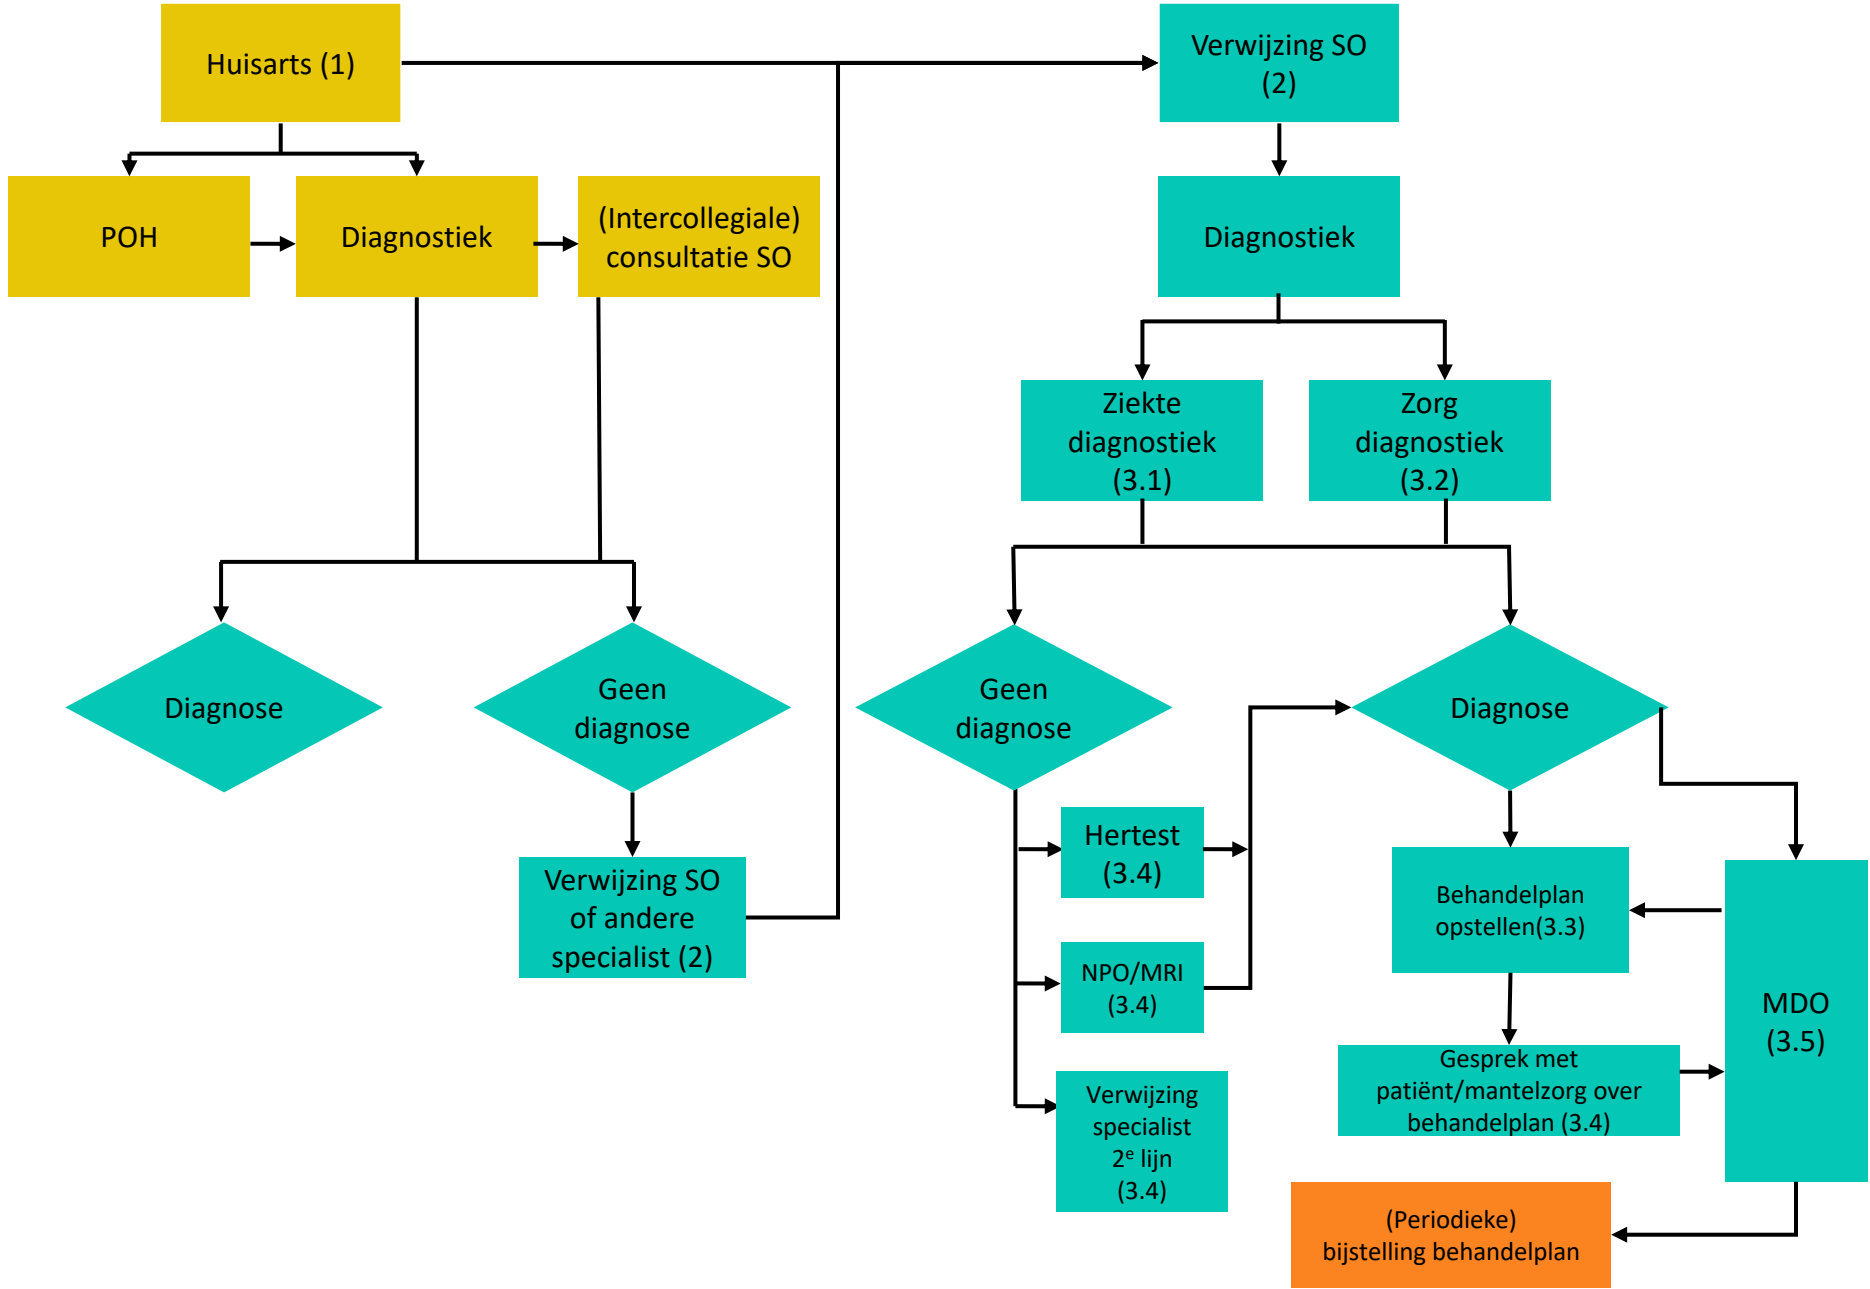 Huisarts (1)
Verwijzing SO
(2)
POH
Diagnostiek
(Intercollegiale)
consultatie SO
Diagnostiek
Ziekte
diagnostiek
(3.1)
Zorg
diagnostiek
(3.2)
Diagnose
Geen
diagnose
Geen
diagnose
Diagnose
Verwijzing SO
of andere
specialist (2)
Hertest
(3.4)
NPO/MRI
(3.4)
Verwijzing
specialist
2ᵉ lijn
(3.4)
Behandelplan
opstellen(3.3)
Gesprek met
patiënt/mantelzorg over
behandelplan (3.4)
MDO
(3.5)
(Periodieke)
bijstelling behandelplan